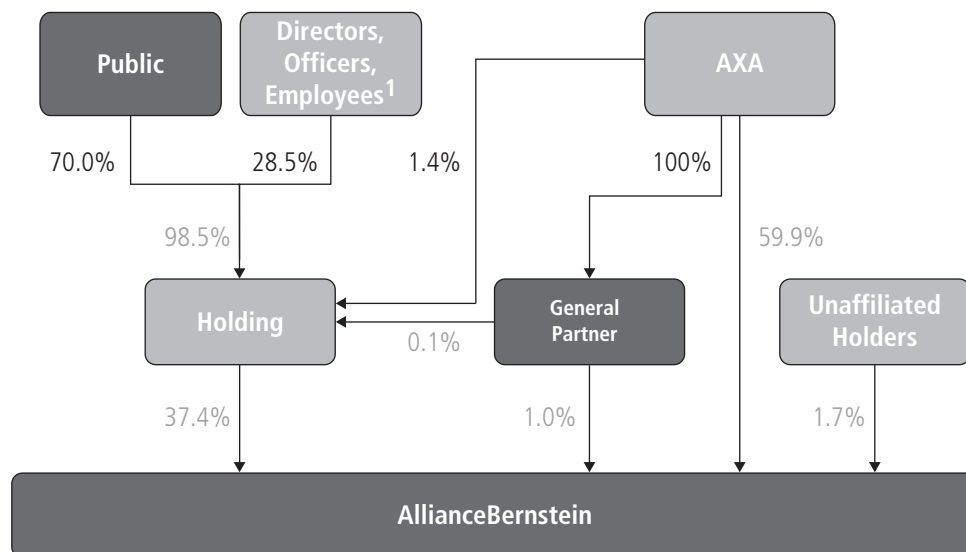 Public
Directors,
Officers,
Employees1
AXA
70.0%
28.5%
1.4%
100%
98.5%
59.9%
Holding
General
Partner
Unaffiliated
Holders
0.1%
37.4%
1.0%
1.7%
AllianceBernstein